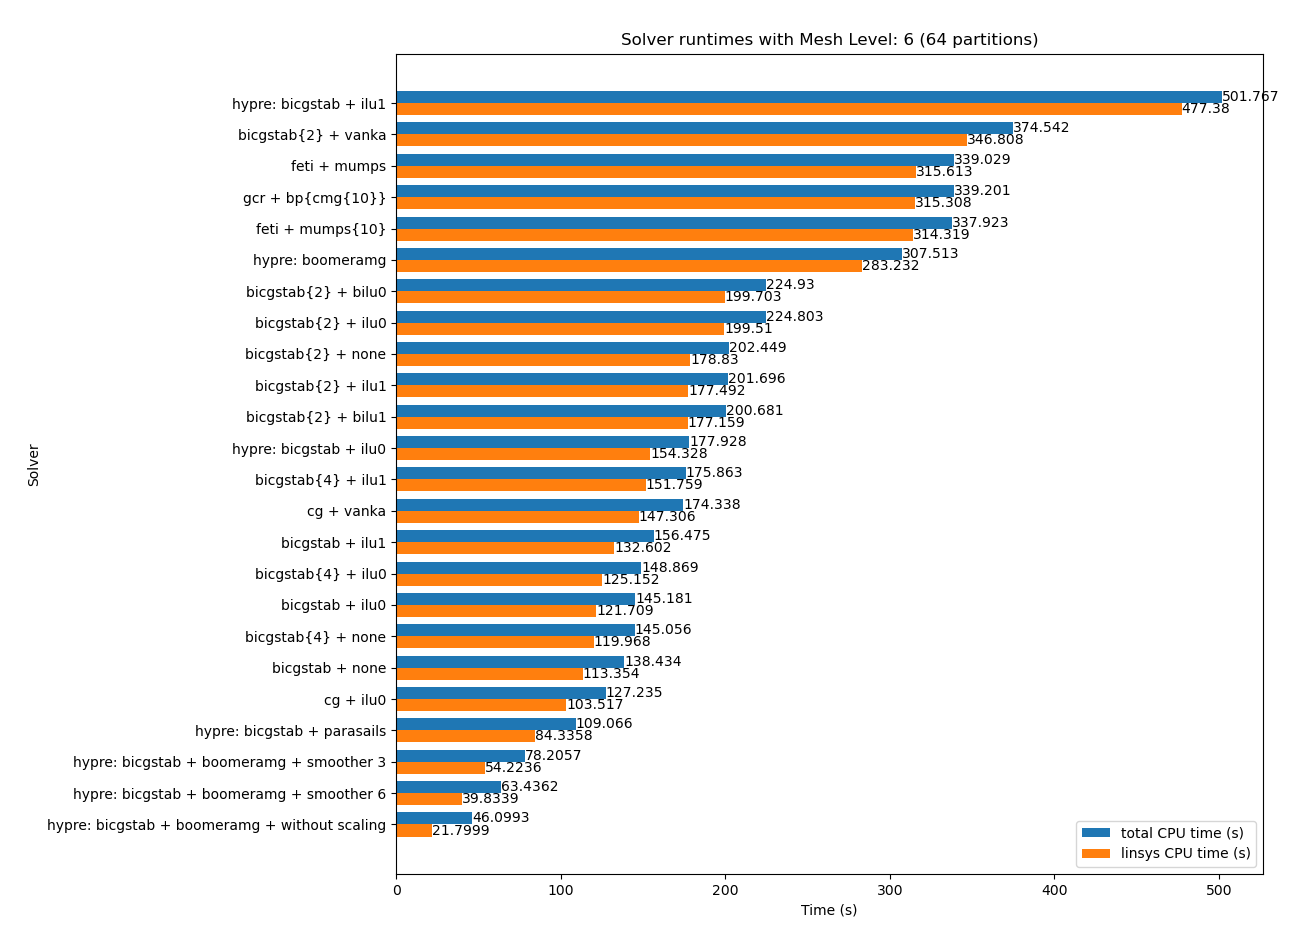 Solver runtimes with Mesh Level: 6 (64 partitions)
Solver
hypre: bicgstab + ilu1
501.767
477.38
bicgstab{2} + vanka
374.542
346.808
feti + mumps
339.029
315.613
gcr + bp{cmg{10}}
339.201
315.308
feti + mumps{10}
337.923
314.319
hypre: boomeramg
307.513
283.232
bicgstab{2} + bilu0
224.93
199.703
bicgstab{2} + ilu0
224.803
199.51
bicgstab{2} + none
202.449
178.83
bicgstab{2} + ilu1
201.696
177.492
bicgstab{2} + bilu1
200.681
177.159
hypre: bicgstab + ilu0
177.928
154.328
bicgstab{4} + ilu1
175.863
151.759
cg + vanka
174.338
147.306
bicgstab + ilu1
156.475
132.602
bicgstab{4} + ilu0
148.869
125.152
bicgstab + ilu0
145.181
121.709
bicgstab{4} + none
145.056
119.968
bicgstab + none
138.434
113.354
cg + ilu0
127.235
103.517
hypre: bicgstab + parasails
109.066
84.3358
hypre: bicgstab + boomeramg + smoother 3
78.2057
54.2236
hypre: bicgstab + boomeramg + smoother 6
63.4362
39.8339
hypre: bicgstab + boomeramg + without scaling
46.0993
21.7999
total CPU time (s)
linsys CPU time (s)
0 100 200 300 400 500
Time (s)